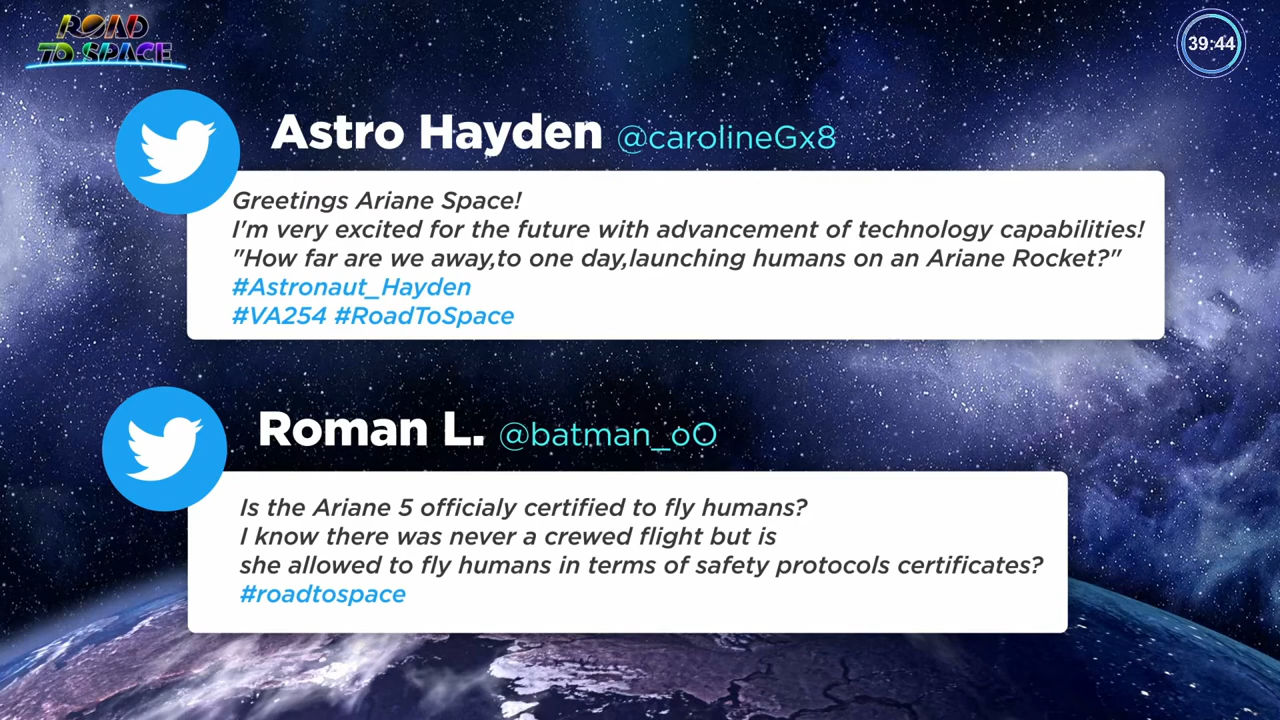 ROAD
TO SPACE
39:44
Astro Hayden @carolineGx8
Greetings Ariane Space!
I'm very excited for the future with advancement of technology capabilities!
"How far are we away,to one day,launching humans on an Ariane Rocket?"
#Astronaut_Hayden
#VA254 #RoadToSpace
Roman L. @batman_oO
Is the Ariane 5 officialy certified to fly humans?
I know there was never a crewed flight but is
she allowed to fly humans in terms of safety protocols certificates?
#roadtospace